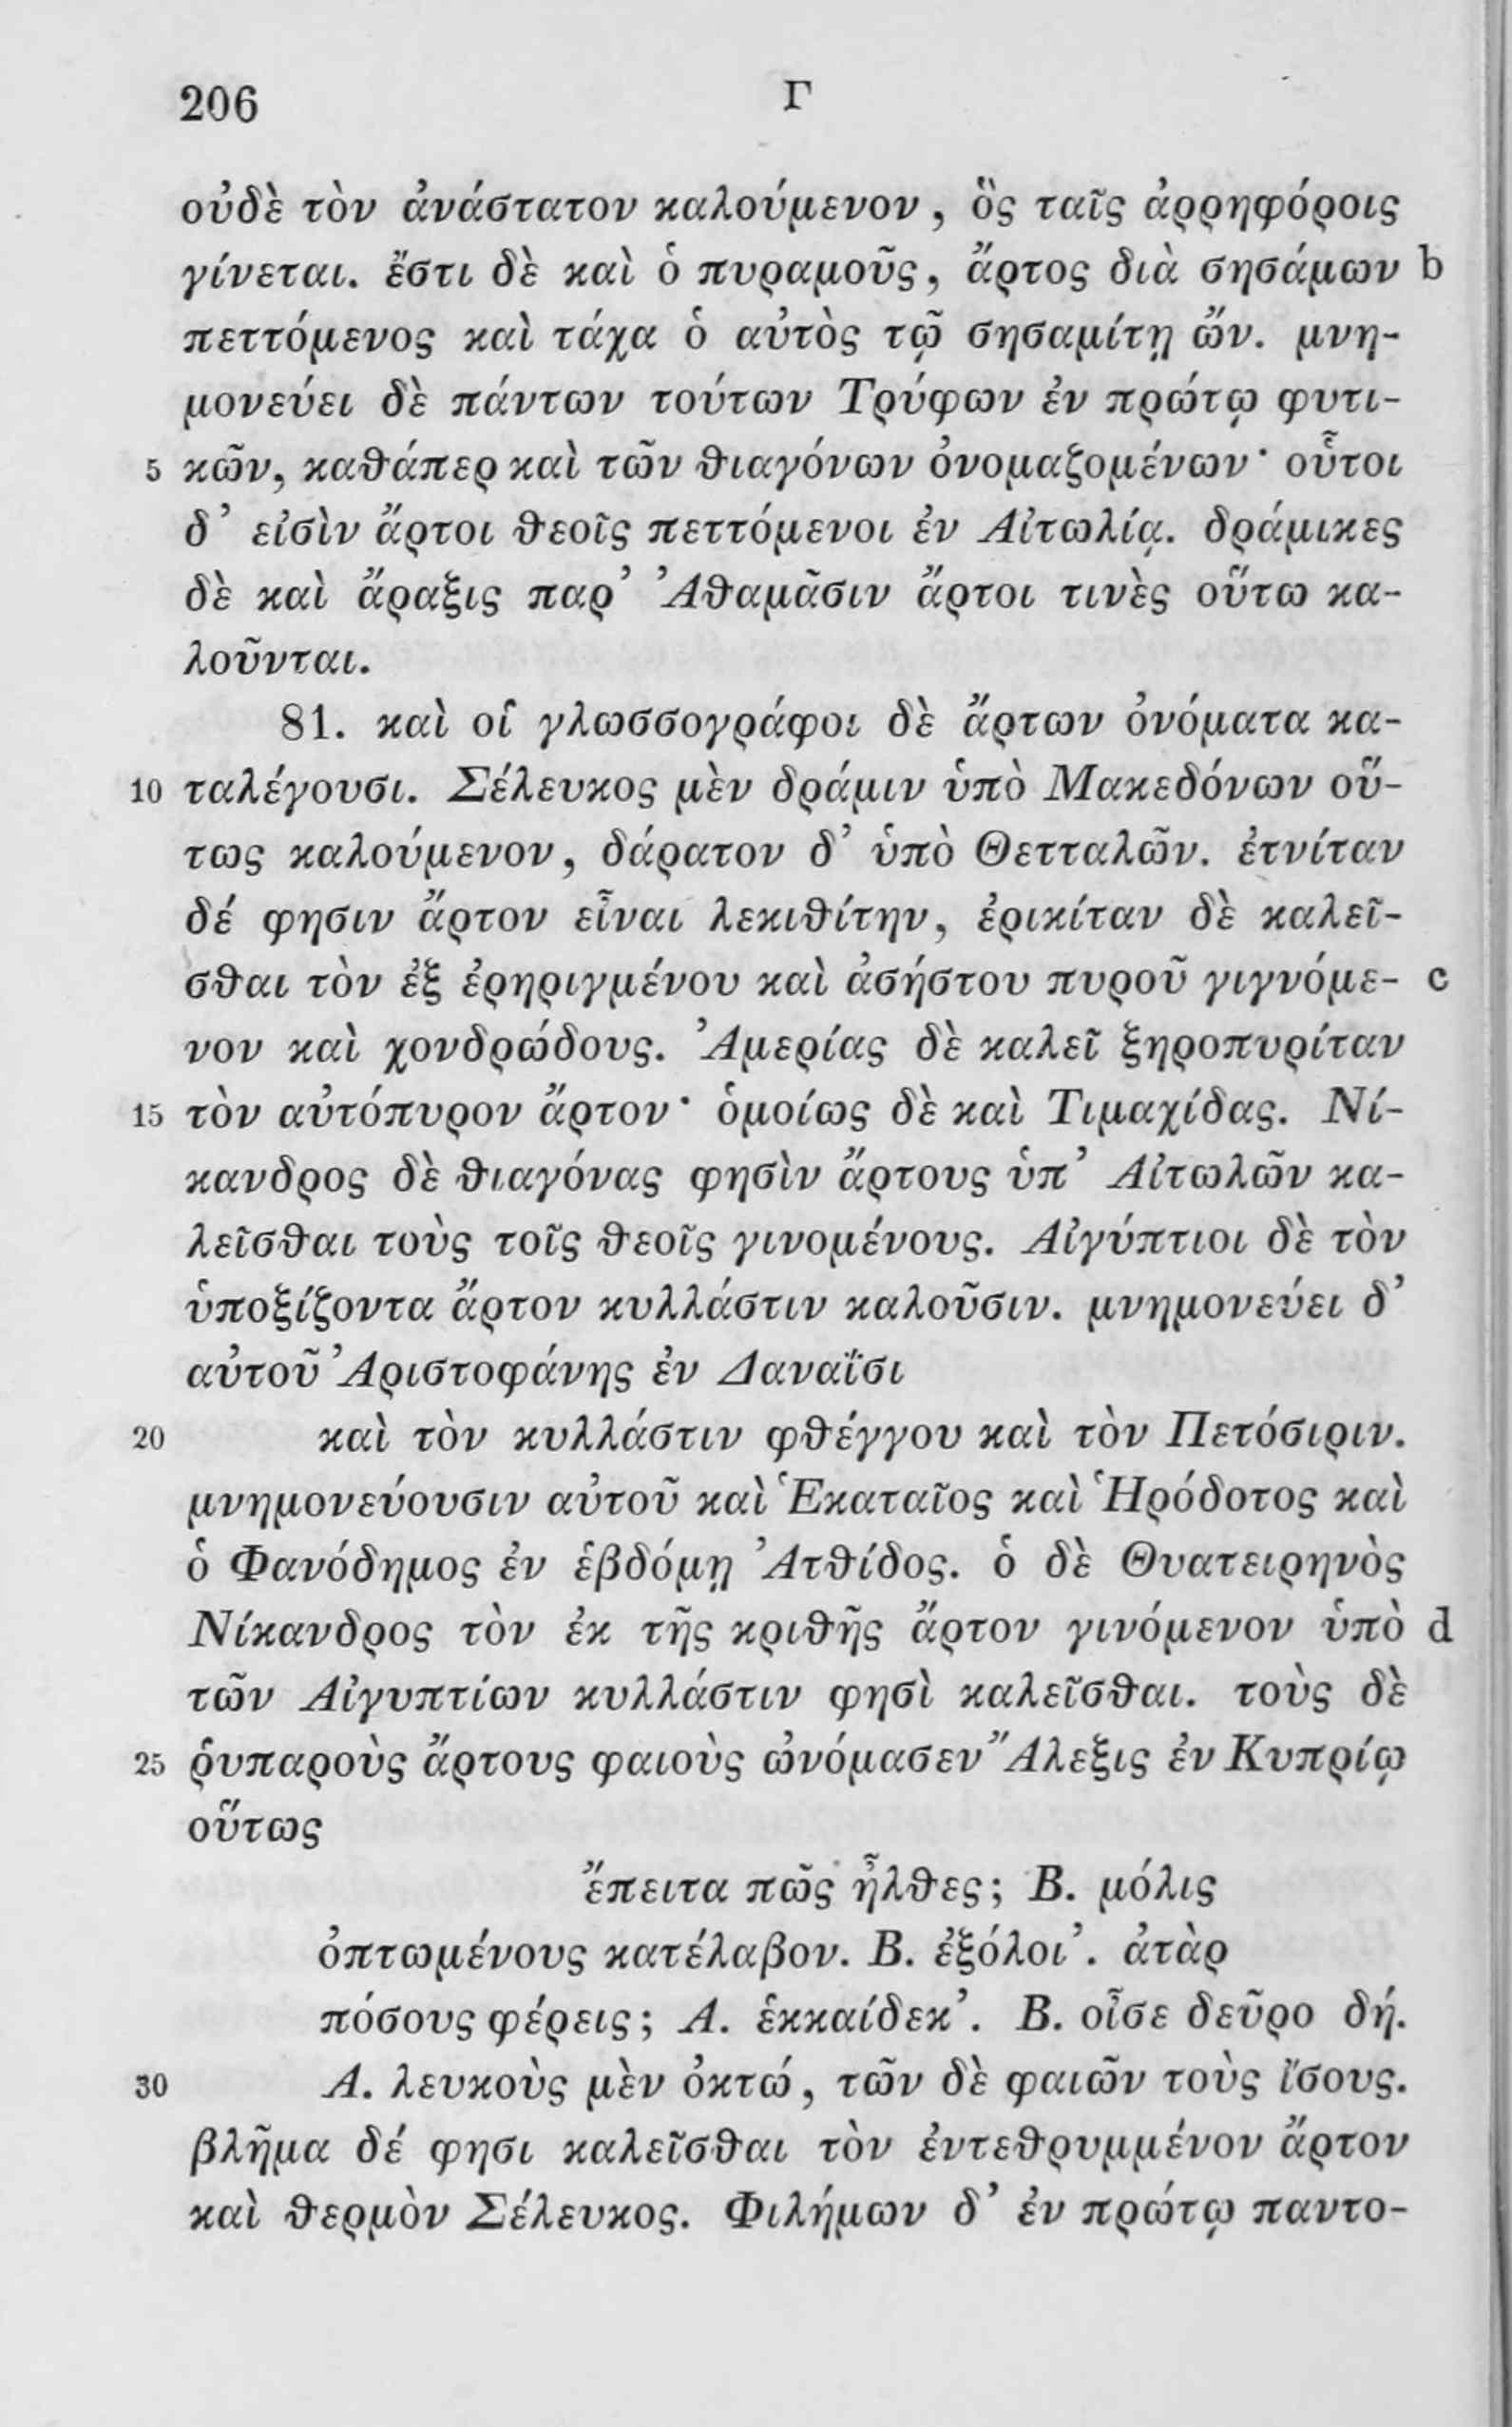 206 Γ
οὐδὲ τὸν ἀνάστατον καλούμενον, ὃς ταῖς ἀρρηφόροις
γίνεται. ἔστι δὲ καὶ ὁ πυραμοῦς, ἄρτος διὰ σησάμων b
πεττόμενος καὶ τάχα ὁ αὐτὸς τῷ σησαμίτῃ ὤν. μνη-
μονεύει δὲ πάντων τούτων Τρύφων ἐν πρώτῳ φυτι-
5 κῶν, καθάπερ καὶ τῶν θιαγόνων ὀνομαζομένων· οὗτοι
δ’ εἰσὶν ἄρτοι θεοῖς πεττόμενοι ἐν Αἰτωλίᾳ. δράμικες
δὲ καὶ ἄραξις παρ’ Ἀθαμᾶσιν ἄρτοι τινὲς οὕτω κα-
λοῦνται.
81. καὶ οἱ γλωσσογράφοι δὲ ἄρτων ὀνόματα κα-
10 ταλέγουσι. Σέλευκος μὲν δράμιν ὑπὸ Μακεδόνων οὕ-
τως καλούμενον, δάρατον δ’ ὑπὸ Θετταλῶν. ἐτνίταν
δέ φησιν ἄρτον εἶναι λεκιθίτην, ἐρικίταν δὲ καλεῖ-
σθαι τὸν ἐξ ἐρηριγμένου καὶ ἀσήστου πυροῦ γιγνόμε- c
νον καὶ χονδρώδους. Ἀμερίας δὲ καλεῖ ξηροπυρίταν
15 τὸν αὐτόπυρον ἄρτον· ὁμοίως δὲ καὶ Τιμαχίδας. Νί-
κανδρος δὲ θιαγόνας φησὶν ἄρτους ὑπ’ Αἰτωλῶν κα-
λεῖσθαι τοὺς τοῖς θεοῖς γινομένους. Αἰγύπτιοι δὲ τὸν
ὑποξίζοντα ἄρτον κυλλάστιν καλοῦσιν. μνημονεύει δ’
αὐτοῦ Ἀριστοφάνης ἐν Δαναΐσι
20 καὶ τὸν κυλλάστιν φθέγγου καὶ τὸν Πετόσιριν.
μνημονεύουσιν αὐτοῦ καὶ Ἑκαταῖος καὶ Ἡρόδοτος καὶ
ὁ Φανόδημος ἐν ἑβδόμῃ Ἀτθίδος. ὁ δὲ Θυατειρηνὸς
Νίκανδρος τὸν ἐκ τῆς κριθῆς ἄρτον γινόμενον ὑπὸ d
τῶν Αἰγυπτίων κυλλάστιν φησὶ καλεῖσθαι. τοὺς δὲ
25 ῥυπαροὺς ἄρτους φαιοὺς ὠνόμασεν Ἄλεξις ἐν Κυπρίῳ
οὕτως
ἔπειτα πῶς ἦλθες; Β. μόλις
ὀπτωμένους κατέλαβον. Β. ἐξόλοι’. ἀτὰρ
πόσους φέρεις; Α. ἑκκαίδεκ’. Β. οἶσε δεῦρο δή.
30 Α. λευκοὺς μὲν ὀκτώ, τῶν δὲ φαιῶν τοὺς ἴσους.
βλῆμα δέ φησι καλεῖσθαι τὸν ἐντεθρυμμένον ἄρτον
καὶ θερμὸν Σέλευκος. Φιλήμων δ’ ἐν πρώτῳ παντο-